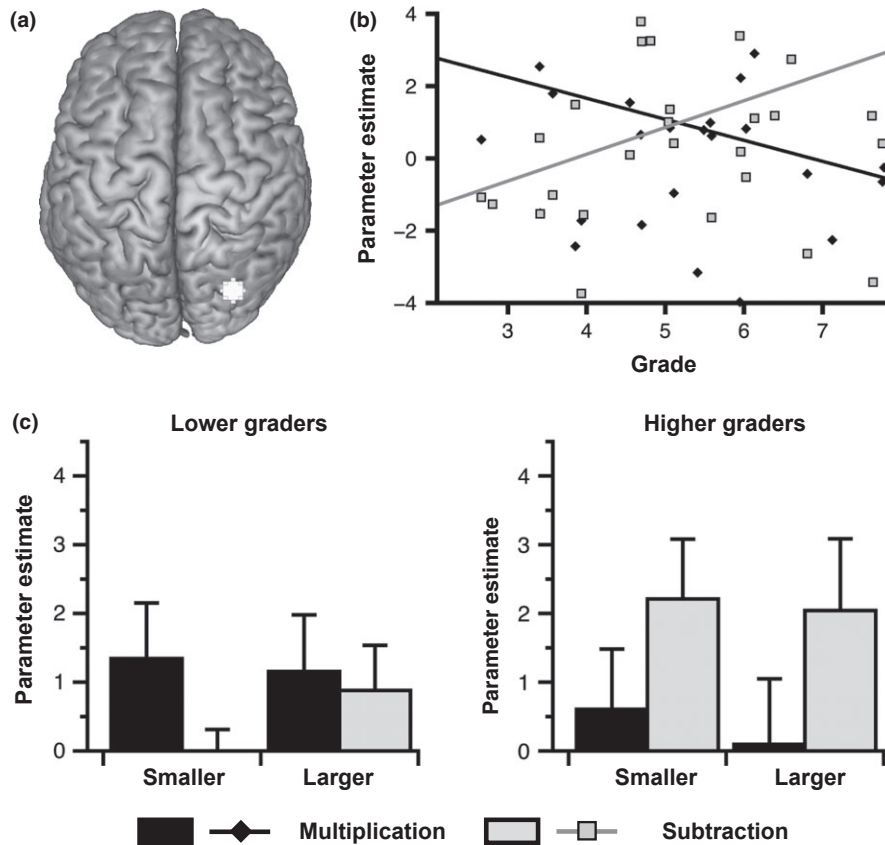 (a)
(b)
Parameter estimate
4
2
0
−2
−4
3 4 5 6 7
Grade
(c)
Lower graders
Parameter estimate
4
3
2
1
0
Smaller Larger
Higher graders
Parameter estimate
4
3
2
1
0
Smaller Larger
Multiplication Subtraction